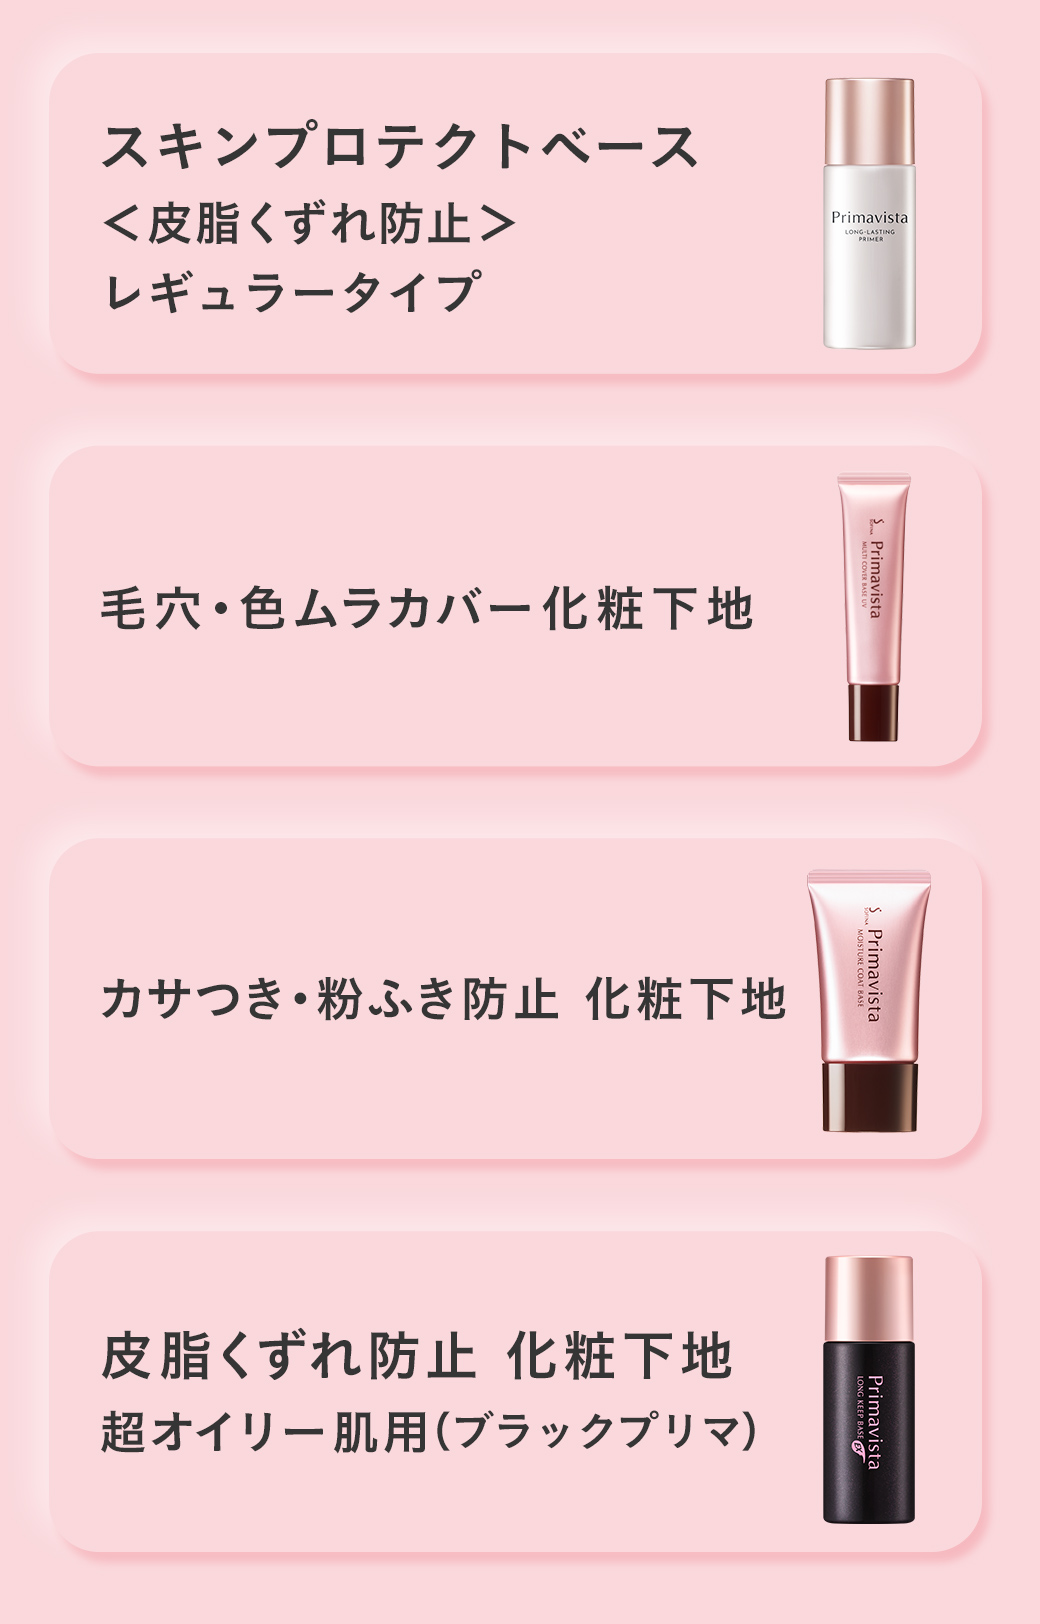 スキンプロテクトベース
＜皮脂くずれ防止＞
レギュラータイプ
Primavista
LONG-LASTING
PRIMER
毛穴・色ムラカバー化粧下地
SOFINA
Primavista
MULTI COVER BASE UV
カサつき・粉ふき防止 化粧下地
SOFINA
Primavista
MOISTURE COAT BASE
皮脂くずれ防止 化粧下地
超オイリー肌用（ブラックプリマ）
Primavista
LONG KEEP BASE EX